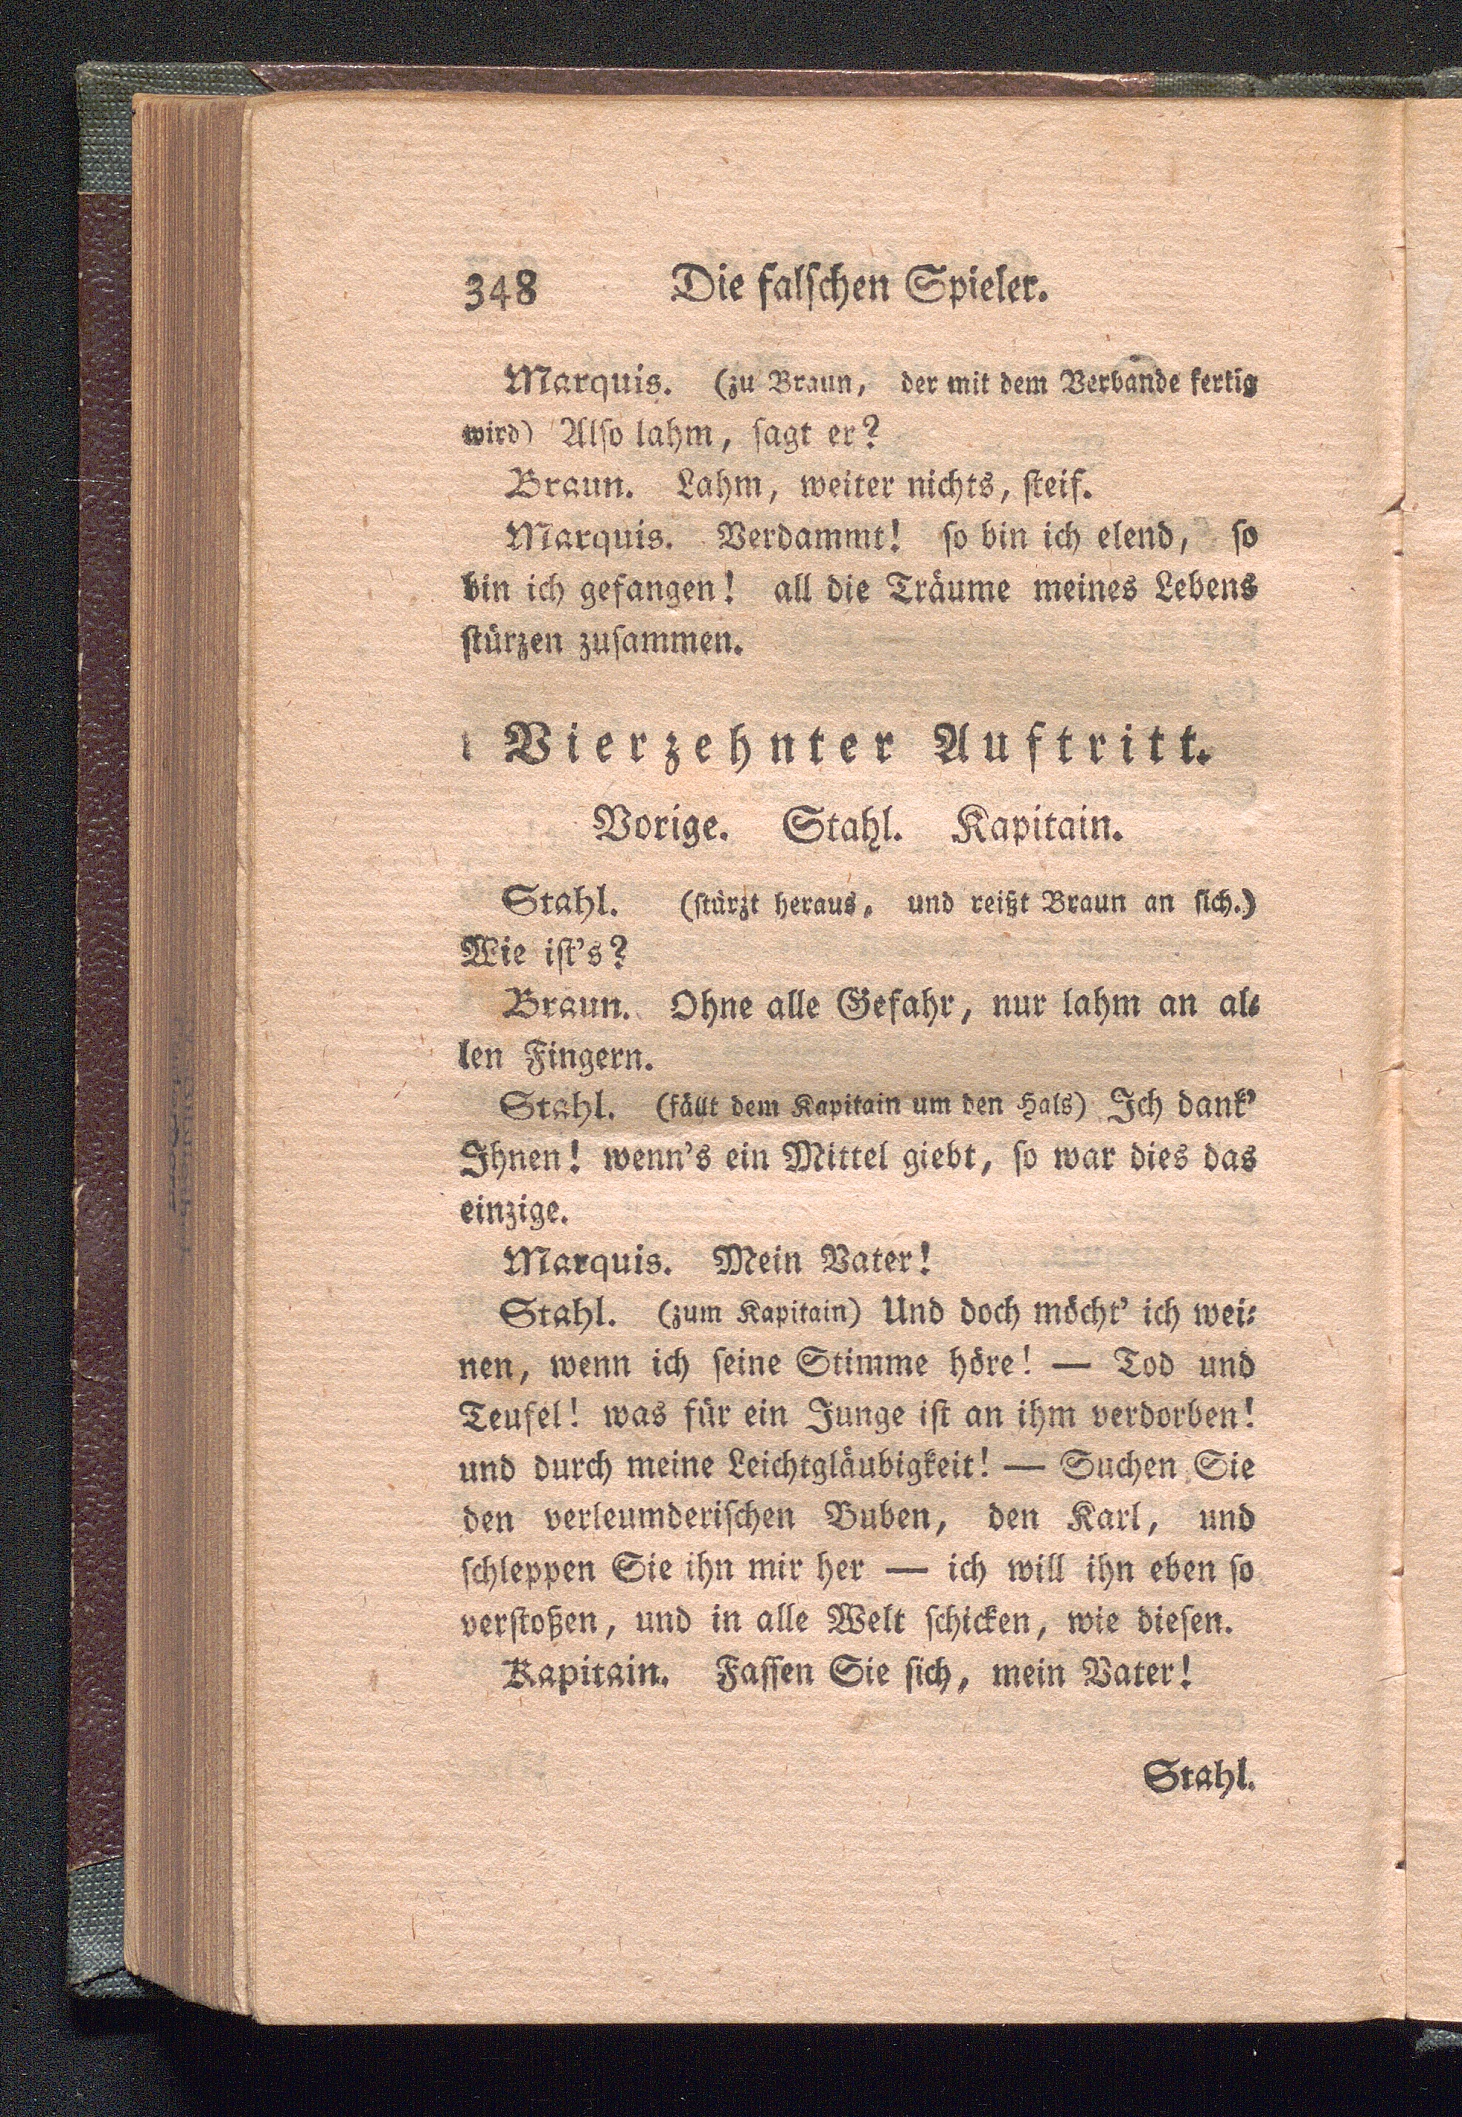 348 Die falschen Spieler.
Marquis. (zu Braun, der mit dem Verbande fertig
wird) Also lahm, sagt er?
Braun. Lahm, weiter nichts, steif.
Marquis. Verdammt! so bin ich elend, so
bin ich gefangen! all die Träume meines Lebens
stürzen zusammen.
Vierzehnter Auftritt.
Vorige. Stahl. Kapitain.
Stahl. (stürzt heraus, und reißt Braun an sich.)
Wie ist's?
Braun. Ohne alle Gefahr, nur lahm an al-
len Fingern.
Stahl. (fällt dem Kapitain um den Hals) Ich dank'
Ihnen! wenn's ein Mittel giebt, so war dies das
einzige.
Marquis. Mein Vater!
Stahl. (zum Kapitain) Und doch möcht' ich wei-
nen, wenn ich seine Stimme höre! — Tod und
Teufel! was für ein Junge ist an ihm verdorben!
und durch meine Leichtgläubigkeit! — Suchen Sie
den verleumderischen Buben, den Karl, und
schleppen Sie ihn mir her — ich will ihn eben so
verstoßen, und in alle Welt schicken, wie diesen.
Kapitain. Fassen Sie sich, mein Vater!
Stahl.